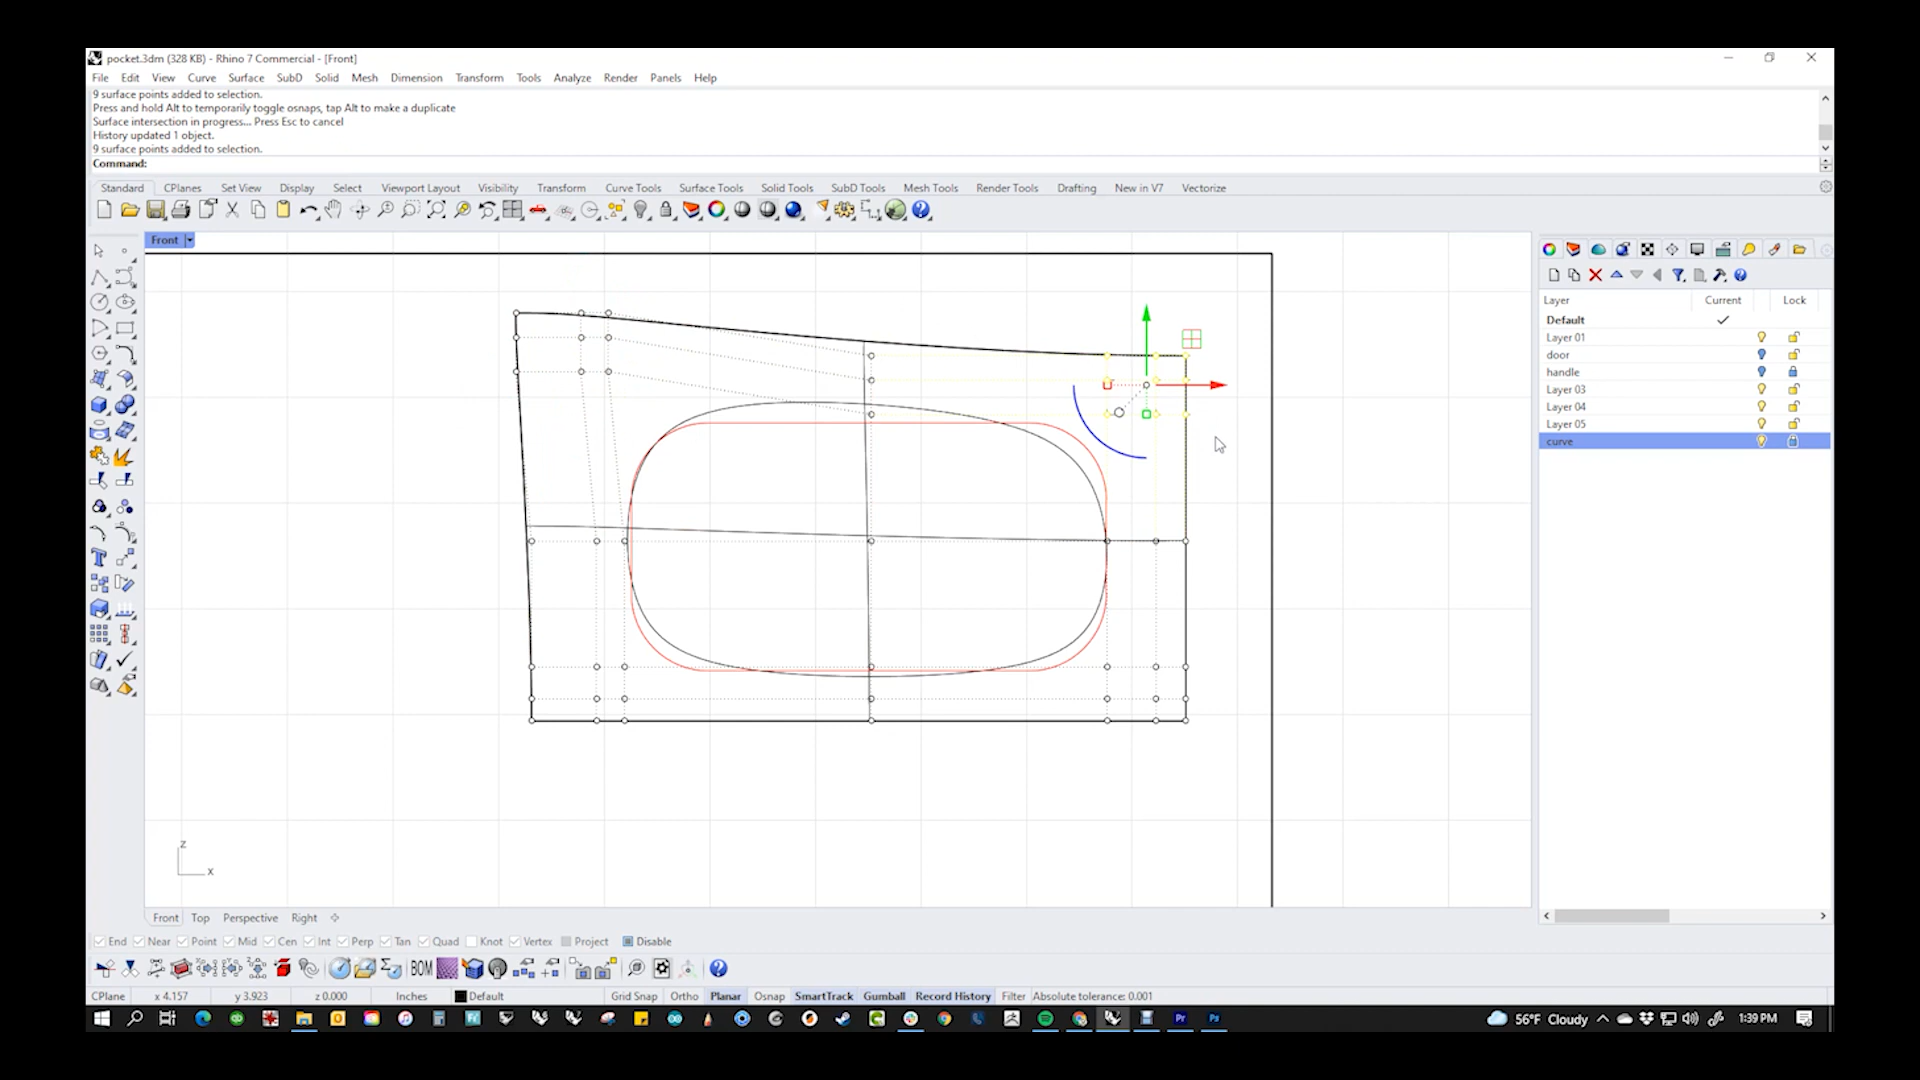 pocket.3dm (328 KB) - Rhino 7 Commercial - [Front]
File Edit View Curve Surface SubD Solid Mesh Dimension Transform Tools Analyze Render Panels Help
9 surface points added to selection.
Press and hold Alt to temporarily toggle osnaps, tap Alt to make a duplicate
Surface intersection in progress... Press Esc to cancel
History updated 1 object.
9 surface points added to selection.
Command:
Standard CPlanes Set View Display Select Viewport Layout Visibility Transform Curve Tools Surface Tools Solid Tools SubD Tools Mesh Tools Render Tools Drafting New in V7 Vectorize
Front
Layer Current Lock
Default
Layer 01
door
handle
Layer 03
Layer 04
Layer 05
curve
z
x
Front Top Perspective Right
End Near Point Mid Cen Int Perp Tan Quad Knot Vertex Project Disable
BOM
CPlane x 4.157 y 3.923 z 0.000 Inches Default Grid Snap Ortho Planar Osnap SmartTrack Gumball Record History Filter Absolute tolerance: 0.001
56°F Cloudy 1:39 PM